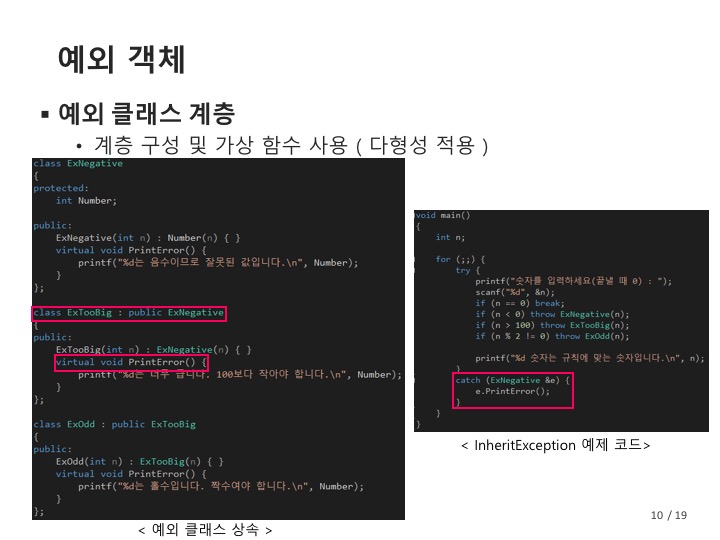 예외 객체
▪ 예외 클래스 계층
• 계층 구성 및 가상 함수 사용 ( 다형성 적용 )
class ExNegative
{
protected:
int Number;
public:
ExNegative(int n) : Number(n) { }
virtual void PrintError() {
printf("%d는 음수이므로 잘못된 값입니다.\n", Number);
}
};
class ExTooBig : public ExNegative
{
public:
ExTooBig(int n) : ExNegative(n) { }
virtual void PrintError() {
printf("%d는 너무 큽니다. 100보다 작아야 합니다.\n", Number);
}
};
class ExOdd : public ExTooBig
{
public:
ExOdd(int n) : ExTooBig(n) { }
virtual void PrintError() {
printf("%d는 홀수입니다. 짝수여야 합니다.\n", Number);
}
};
< 예외 클래스 상속 >
void main()
{
int n;
for (;;) {
try {
printf("숫자를 입력하세요(끝낼 때 0) : ");
scanf("%d", &n);
if (n == 0) break;
if (n < 0) throw ExNegative(n);
if (n > 100) throw ExTooBig(n);
if (n % 2 != 0) throw ExOdd(n);
printf("%d 숫자는 규칙에 맞는 숫자입니다.\n", n);
}
catch (ExNegative &e) {
e.PrintError();
}
}
}
< InheritException 예제 코드>
10 / 19